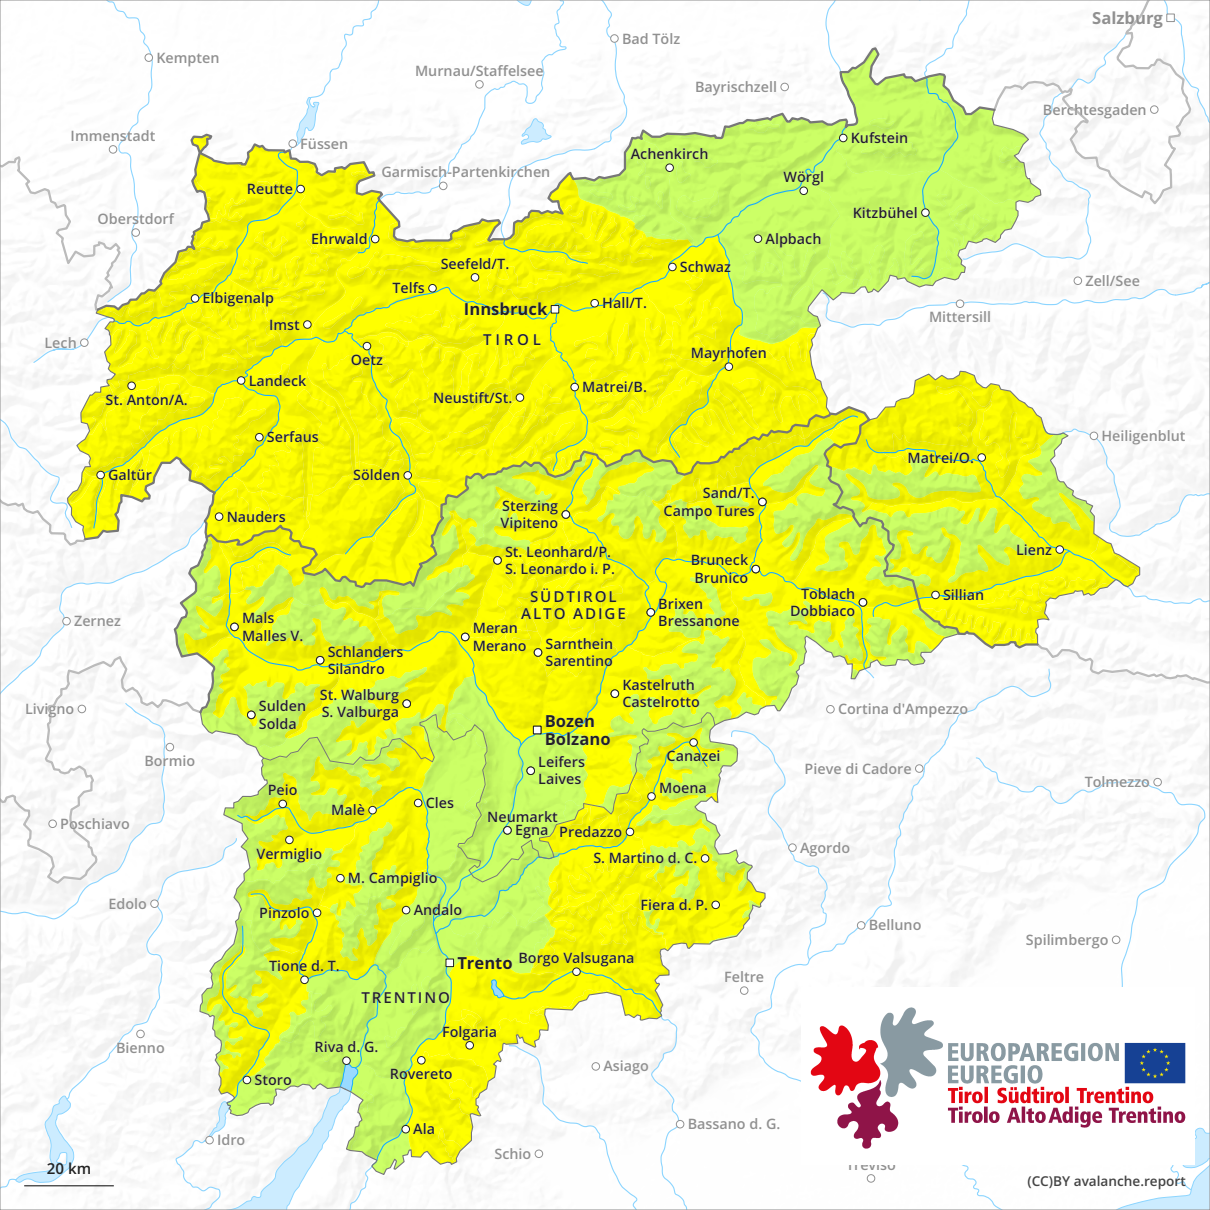 Salzburg
Bad Tölz
Kempten
Murnau/Staffelsee
Bayrischzell
Berchtesgaden
Immenstadt
Füssen
Kufstein
Achenkirch
Garmisch-Partenkirchen
Wörgl
Reutte
Oberstdorf
Kitzbühel
Ehrwald
Alpbach
Seefeld/T.
Schwaz
Zell/See
Telfs
Elbigenalp
Hall/T.
Innsbruck
Mittersill
Imst
TIROL
Lech
Oetz
Mayrhofen
Landeck
Matrei/B.
St. Anton/A.
Neustift/St.
Serfaus
Heiligenblut
Matrei/O.
Galtür
Sölden
Sand/T.
Campo Tures
Sterzing
Vipiteno
Nauders
St. Leonhard/P.
S. Leonardo i. P.
Lienz
Bruneck
Brunico
SÜDTIROL
ALTO ADIGE
Toblach
Dobbiaco
Sillian
Brixen
Bressanone
Zernez
Mals
Malles V.
Meran
Merano
Sarnthein
Sarentino
Schlanders
Silandro
Kastelruth
Castelrotto
St. Walburg
S. Valburga
Livigno
Sulden
Solda
Cortina d'Ampezzo
Bozen
Bolzano
Bormio
Canazei
Leifers
Laives
Pieve di Cadore
Tolmezzo
Peio
Moena
Malè
Cles
Neumarkt
Egna
Poschiavo
Predazzo
Vermiglio
S. Martino d. C.
Agordo
M. Campiglio
Edolo
Pinzolo
Andalo
Fiera d. P.
Belluno
Spilimbergo
Borgo Valsugana
Trento
Tione d. T.
Feltre
TRENTINO
Folgaria
Bienno
Riva d. G.
Rovereto
Asiago
Storo
EUROPAREGION
EUREGIO
Tirol Südtirol Trentino
Tirolo Alto Adige Trentino
Ala
Bassano d. G.
Idro
Schio
Treviso
20 km
(CC)BY avalanche.report